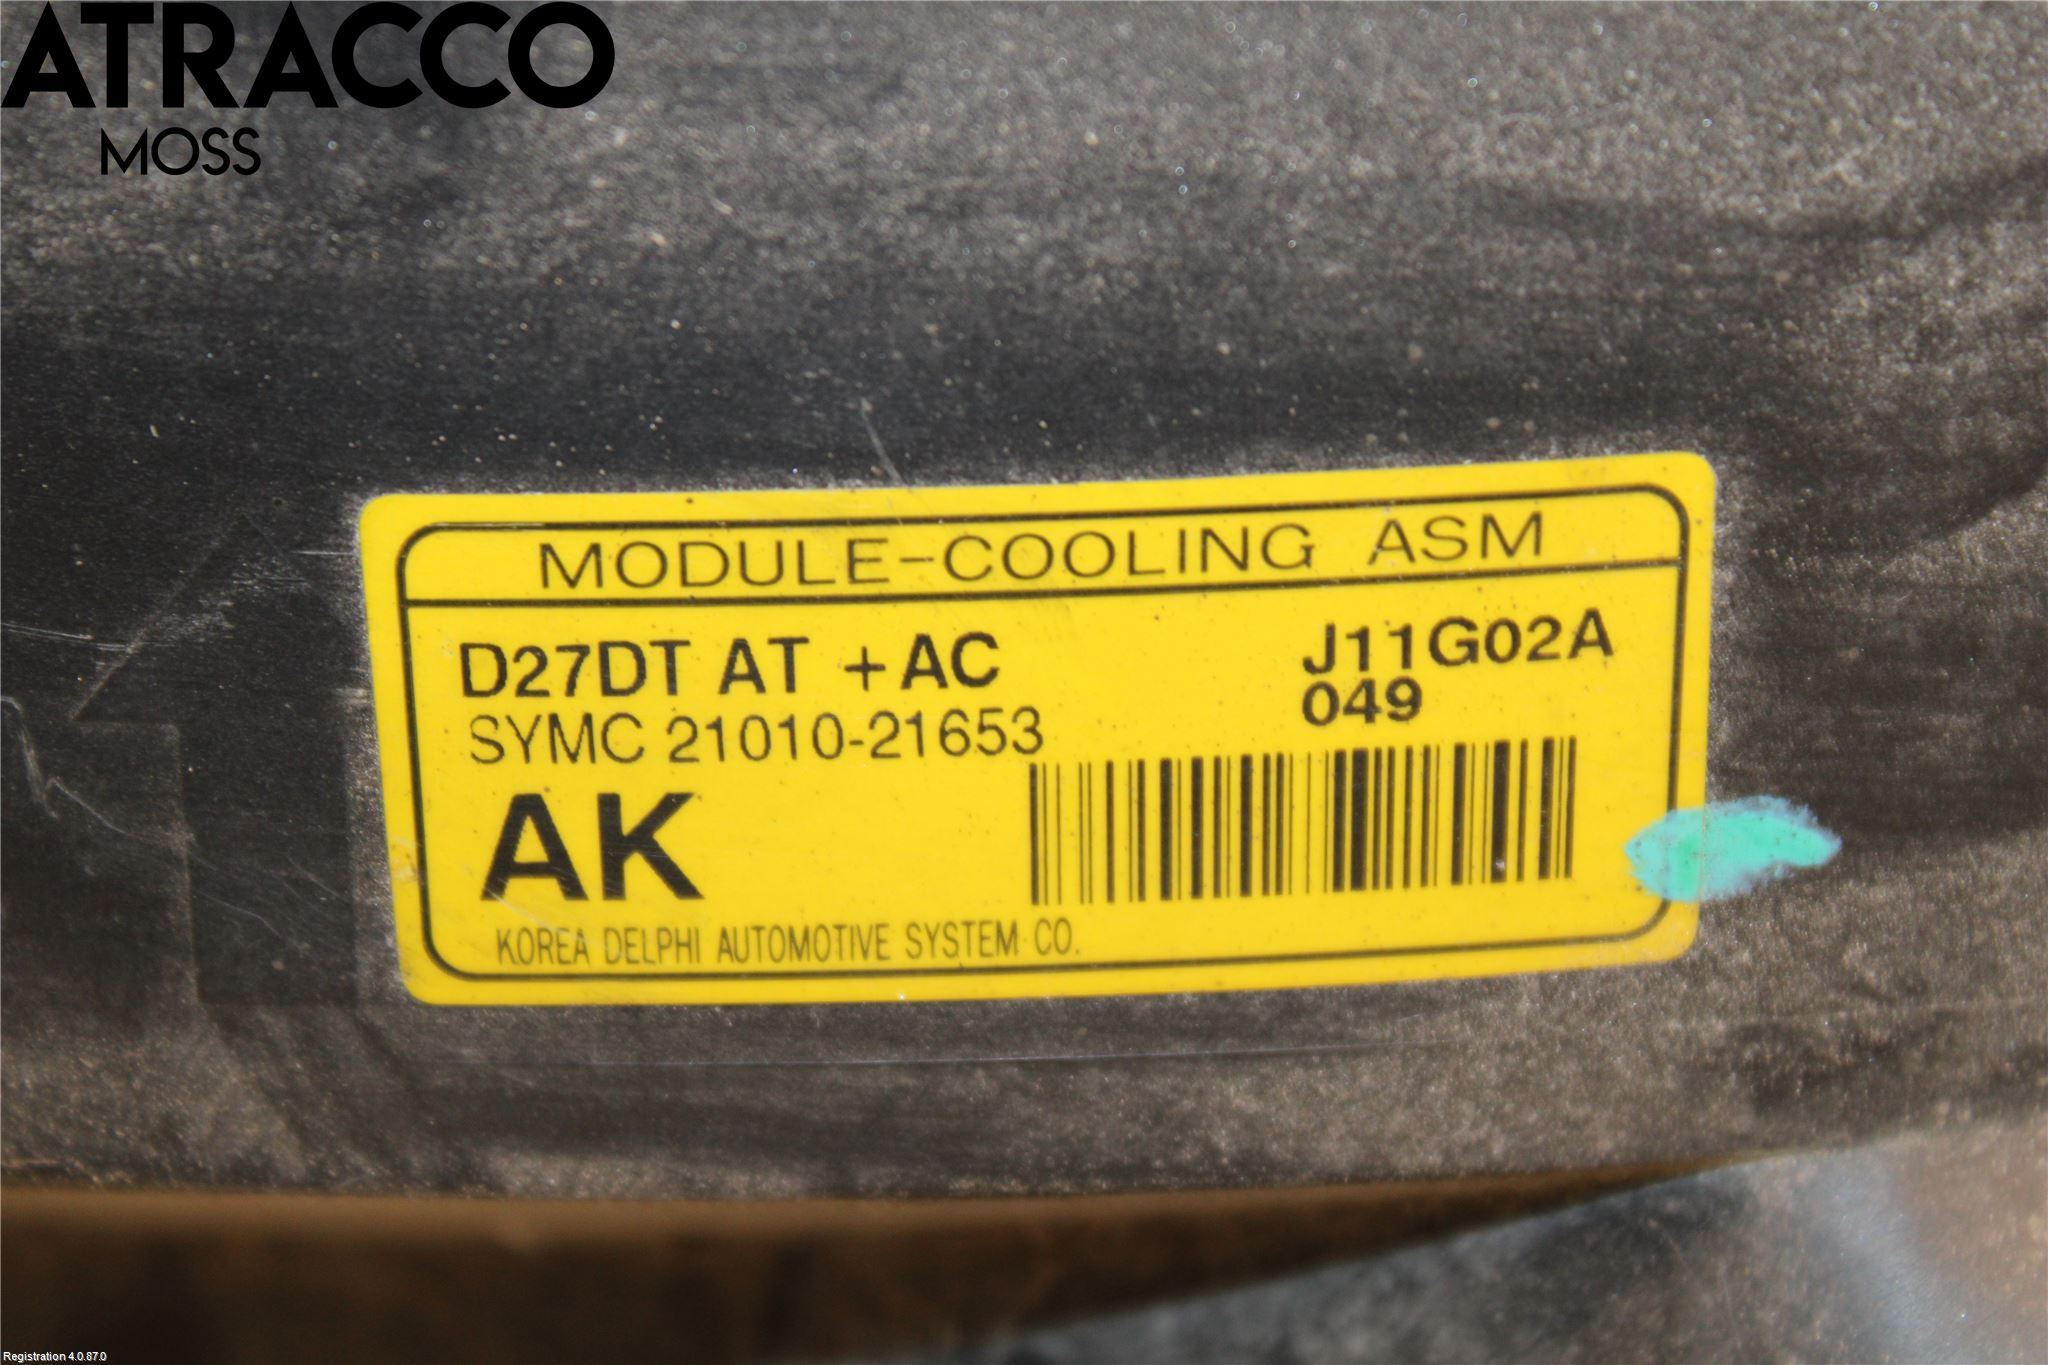 ATRACCO
MOSS
MODULE-COOLING ASM
D27DT AT +AC
J11G02A
SYMC 21010-21653
049
AK
KOREA DELPHI AUTOMOTIVE SYSTEM CO.
Registration 4.0.87.0